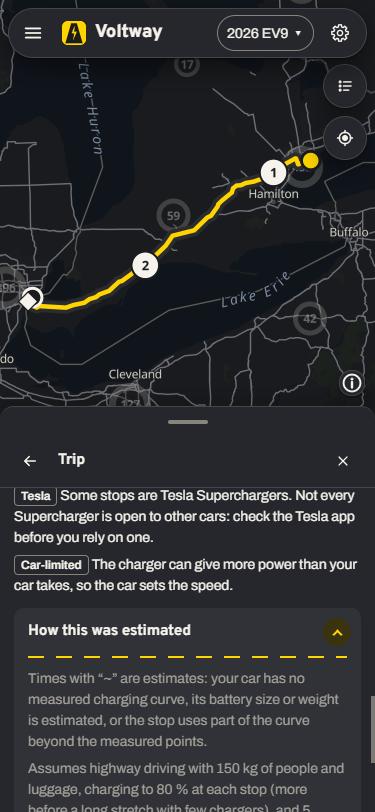 Voltway
2026 EV9
17
Lake Huron
1
Hamilton
59
Buffalo
2
Lake Erie
42
do
Cleveland
127
Trip
Tesla Some stops are Tesla Superchargers. Not every
Supercharger is open to other cars: check the Tesla app
before you rely on one.
Car-limited The charger can give more power than your
car takes, so the car sets the speed.
How this was estimated
Times with “~” are estimates: your car has no
measured charging curve, its battery size or weight
is estimated, or the stop uses part of the curve
beyond the measured points.
Assumes highway driving with 150 kg of people and
luggage, charging to 80 % at each stop (more
before a long stretch with few chargers), and 5